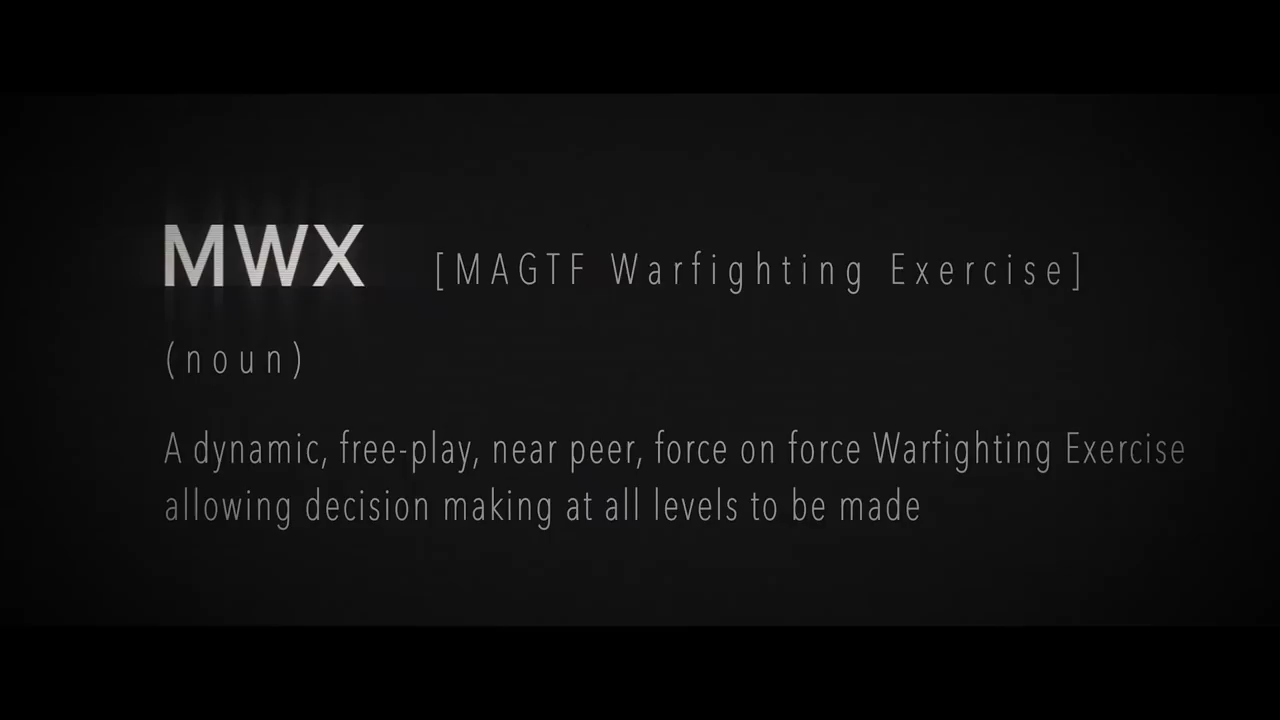 MWX [MAGTF Warfighting Exercise]
(noun)
A dynamic, free-play, near peer, force on force Warfighting Exercise
allowing decision making at all levels to be made